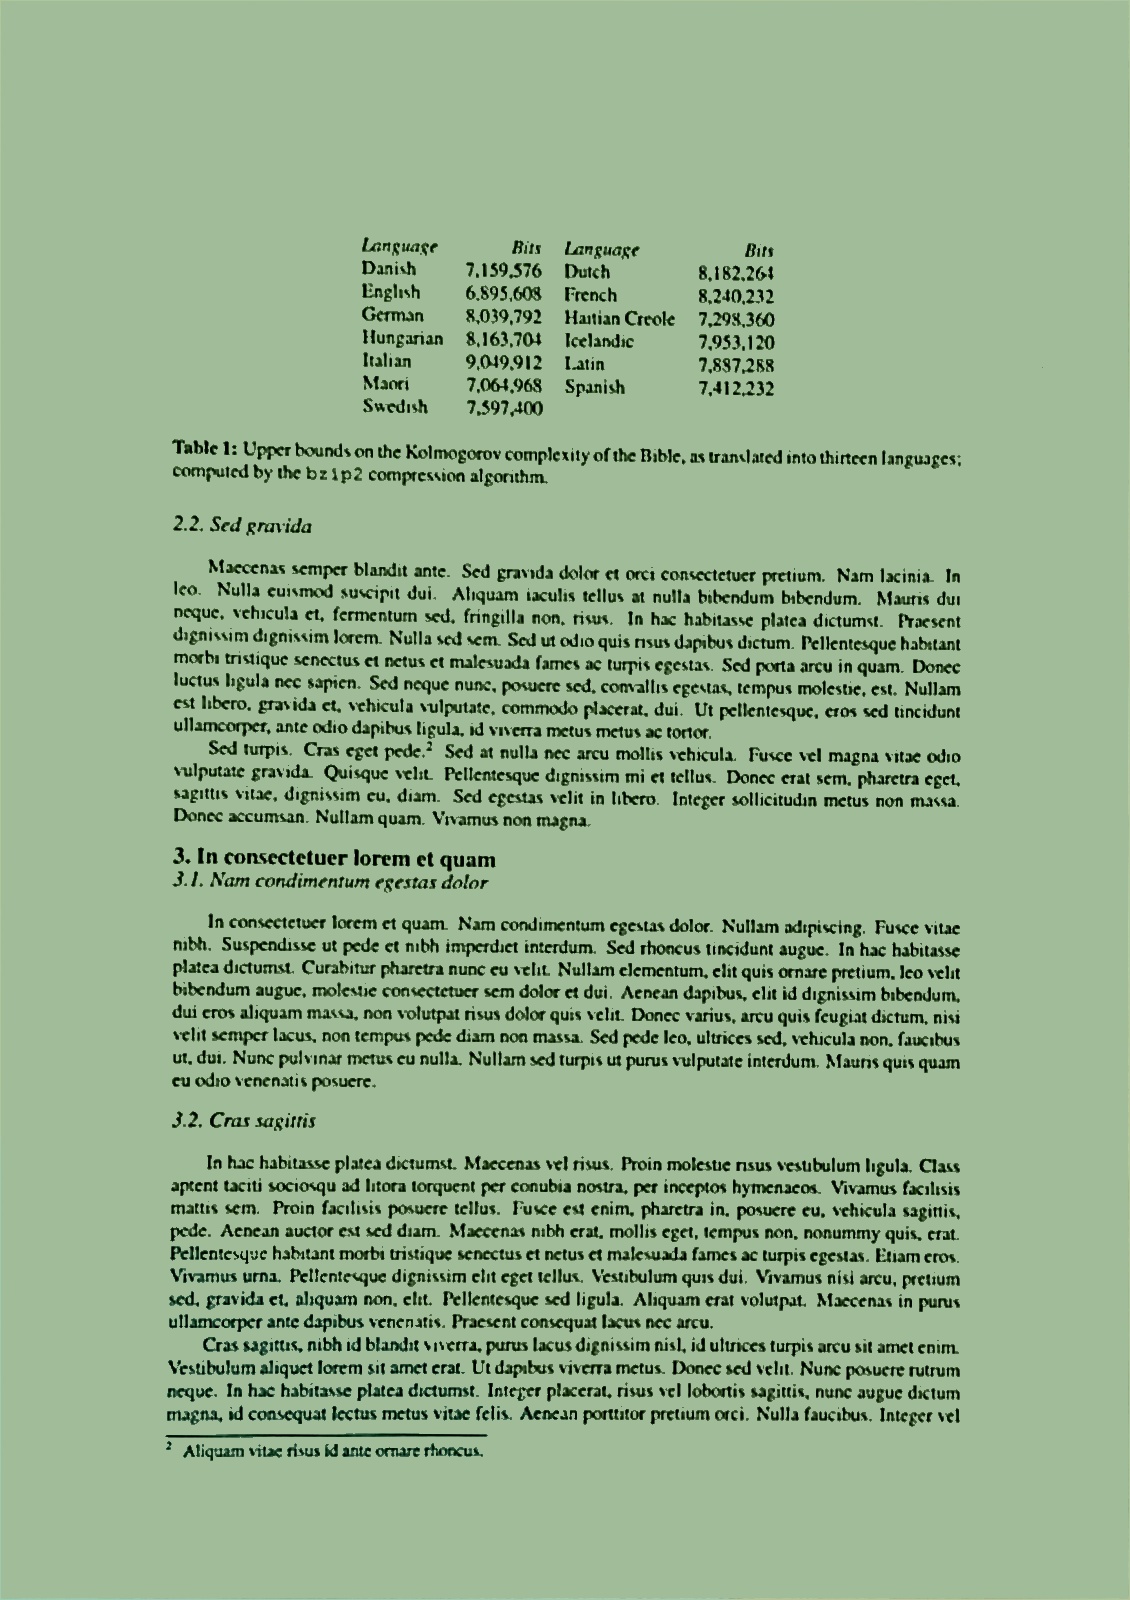 Language Bits Language Bits
Danish 7,159,576 Dutch 8,182,264
English 6,895,608 French 8,240,232
German 8,039,792 Haitian Creole 7,298,360
Hungarian 8,163,704 Icelandic 7,953,120
Italian 9,049,912 Latin 7,887,288
Maori 7,064,968 Spanish 7,412,232
Swedish 7,597,400
Table 1: Upper bounds on the Kolmogorov complexity of the Bible, as translated into thirteen languages;
computed by the bzip2 compression algorithm.
2.2. Sed gravida
Maecenas semper blandit ante. Sed gravida dolor et orci consectetuer pretium. Nam lacinia. In
leo. Nulla euismod suscipit dui. Aliquam iaculis tellus at nulla bibendum bibendum. Mauris dui
neque, vehicula et, fermentum sed, fringilla non, risus. In hac habitasse platea dictumst. Praesent
dignissim dignissim lorem. Nulla sed sem. Sed ut odio quis risus dapibus dictum. Pellentesque habitant
morbi tristique senectus et netus et malesuada fames ac turpis egestas. Sed porta arcu in quam. Donec
luctus ligula nec sapien. Sed neque nunc, posuere sed, convallis egestas, tempus molestie, est. Nullam
est libero, gravida et, vehicula vulputate, commodo placerat, dui. Ut pellentesque, eros sed tincidunt
ullamcorper, ante odio dapibus ligula, id viverra metus metus ac tortor.
Sed turpis. Cras eget pede.² Sed at nulla nec arcu mollis vehicula. Fusce vel magna vitae odio
vulputate gravida. Quisque velit. Pellentesque dignissim mi et tellus. Donec erat sem, pharetra eget,
sagittis vitae, dignissim eu, diam. Sed egestas velit in libero. Integer sollicitudin metus non massa.
Donec accumsan. Nullam quam. Vivamus non magna.
3. In consectetuer lorem et quam
3.1. Nam condimentum egestas dolor
In consectetuer lorem et quam. Nam condimentum egestas dolor. Nullam adipiscing. Fusce vitae
nibh. Suspendisse ut pede et nibh imperdiet interdum. Sed rhoncus tincidunt augue. In hac habitasse
platea dictumst. Curabitur pharetra nunc eu velit. Nullam elementum, elit quis ornare pretium, leo velit
bibendum augue, molestie consectetuer sem dolor et dui. Aenean dapibus, elit id dignissim bibendum,
dui eros aliquam massa, non volutpat risus dolor quis velit. Donec varius, arcu quis feugiat dictum, nisi
velit semper lacus, non tempus pede diam non massa. Sed pede leo, ultrices sed, vehicula non, faucibus
ut, dui. Nunc pulvinar metus eu nulla. Nullam sed turpis ut purus vulputate interdum. Mauris quis quam
eu odio venenatis posuere.
3.2. Cras sagittis
In hac habitasse platea dictumst. Maecenas vel risus. Proin molestie risus vestibulum ligula. Class
aptent taciti sociosqu ad litora torquent per conubia nostra, per inceptos hymenaeos. Vivamus facilisis
mattis sem. Proin facilisis posuere tellus. Fusce est enim, pharetra in, posuere eu, vehicula sagittis,
pede. Aenean auctor est sed diam. Maecenas nibh erat, mollis eget, tempus non, nonummy quis, erat.
Pellentesque habitant morbi tristique senectus et netus et malesuada fames ac turpis egestas. Etiam eros.
Vivamus urna. Pellentesque dignissim elit eget tellus. Vestibulum quis dui. Vivamus nisi arcu, pretium
sed, gravida et, aliquam non, elit. Pellentesque sed ligula. Aliquam erat volutpat. Maecenas in purus
ullamcorper ante dapibus venenatis. Praesent consequat lacus nec arcu.
Cras sagittis, nibh id blandit viverra, purus lacus dignissim nisl, id ultrices turpis arcu sit amet enim.
Vestibulum aliquet lorem sit amet erat. Ut dapibus viverra metus. Donec sed velit. Nunc posuere rutrum
neque. In hac habitasse platea dictumst. Integer placerat, risus vel lobortis sagittis, nunc augue dictum
magna, id consequat lectus metus vitae felis. Aenean porttitor pretium orci. Nulla faucibus. Integer vel
² Aliquam vitae risus id ante ornare rhoncus.